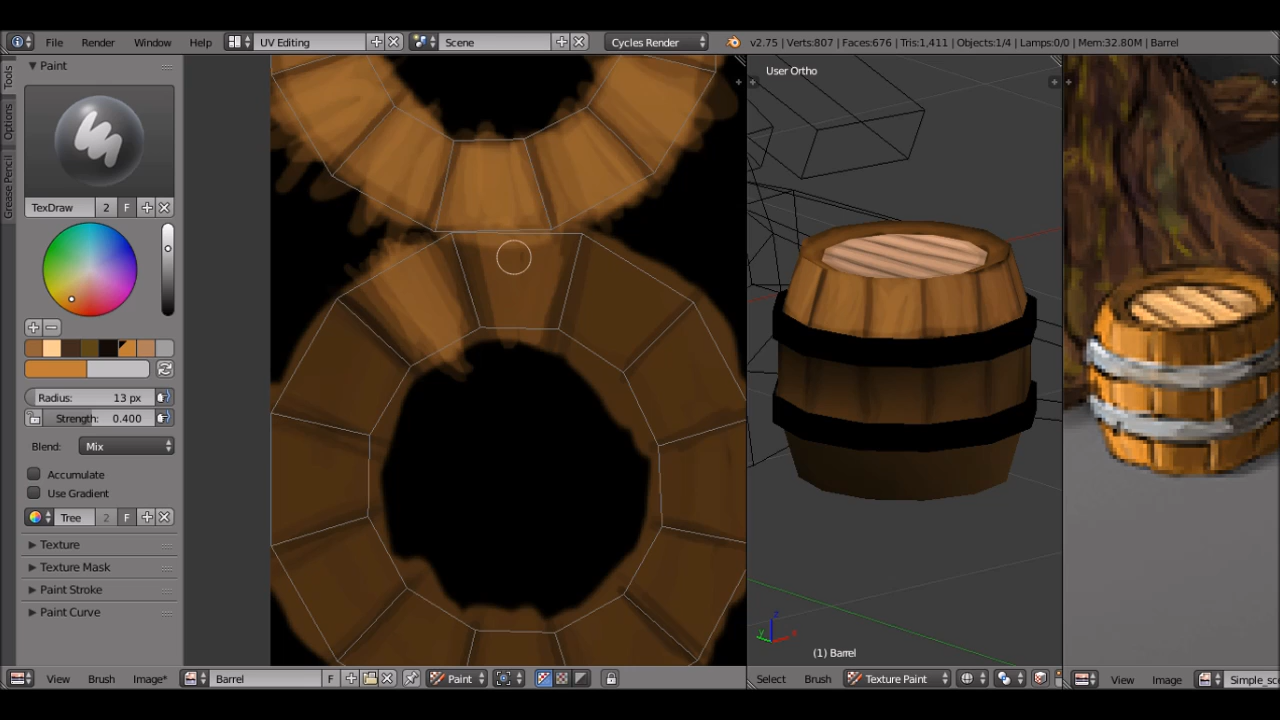 File Render Window Help UV Editing Scene Cycles Render v2.75 | Verts:807 | Faces:676 | Tris:1,411 | Objects:1/4 | Lamps:0/0 | Mem:32.80M | Barrel
Tools
Options
Grease Pencil
Paint
TexDraw 2 F
Radius: 13 px
Strength: 0.400
Blend: Mix
Accumulate
Use Gradient
Tree 2 F
Texture
Texture Mask
Paint Stroke
Paint Curve
User Ortho
z
y
x
(1) Barrel
View Brush Image* Barrel F Paint
Select Brush Texture Paint
View Image Simple_sc